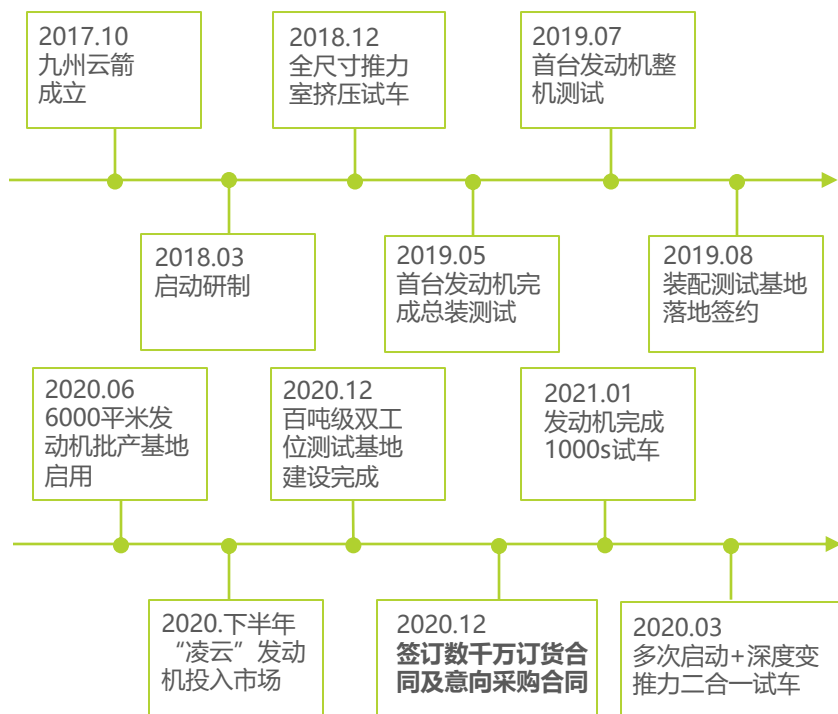 2017.10
九州云箭
成立
2018.03
启动研制
2018.12
全尺寸推力
室挤压试车
2019.05
首台发动机完
成总装测试
2019.07
首台发动机整
机测试
2019.08
装配测试基地
落地签约
2020.06
6000平米发
动机批产基地
启用
2020.下半年
“凌云”发动
机投入市场
2020.12
百吨级双工
位测试基地
建设完成
2020.12
签订数千万订货合
同及意向采购合同
2021.01
发动机完成
1000s试车
2020.03
多次启动+深度变
推力二合一试车